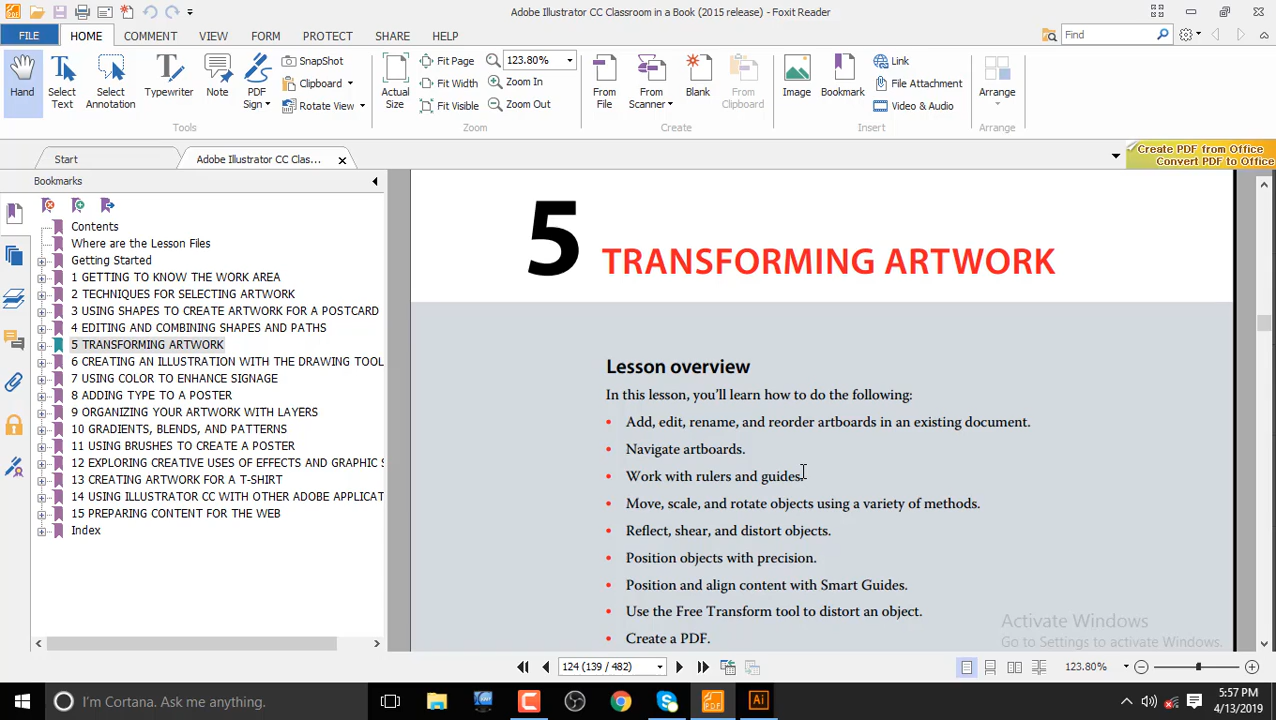 Adobe Illustrator CC Classroom in a Book (2015 release) - Foxit Reader
FILE HOME COMMENT VIEW FORM PROTECT SHARE HELP
Find
Hand
Select Text
Select Annotation
Typewriter
Note
PDF Sign
SnapShot
Clipboard
Rotate View
Tools
Actual Size
Fit Page
Fit Width
Fit Visible
123.80%
Zoom In
Zoom Out
Zoom
From File
From Scanner
Blank
From Clipboard
Create
Image
Bookmark
Link
File Attachment
Video & Audio
Insert
Arrange
Arrange
Start
Adobe Illustrator CC Clas...
Create PDF from Office
Convert PDF to Office
Bookmarks
Contents
Where are the Lesson Files
Getting Started
1 GETTING TO KNOW THE WORK AREA
2 TECHNIQUES FOR SELECTING ARTWORK
3 USING SHAPES TO CREATE ARTWORK FOR A POSTCARD
4 EDITING AND COMBINING SHAPES AND PATHS
5 TRANSFORMING ARTWORK
6 CREATING AN ILLUSTRATION WITH THE DRAWING TOOL
7 USING COLOR TO ENHANCE SIGNAGE
8 ADDING TYPE TO A POSTER
9 ORGANIZING YOUR ARTWORK WITH LAYERS
10 GRADIENTS, BLENDS, AND PATTERNS
11 USING BRUSHES TO CREATE A POSTER
12 EXPLORING CREATIVE USES OF EFFECTS AND GRAPHIC S
13 CREATING ARTWORK FOR A T-SHIRT
14 USING ILLUSTRATOR CC WITH OTHER ADOBE APPLICAT
15 PREPARING CONTENT FOR THE WEB
Index
5 TRANSFORMING ARTWORK
Lesson overview
In this lesson, you'll learn how to do the following:
• Add, edit, rename, and reorder artboards in an existing document.
• Navigate artboards.
• Work with rulers and guides.
• Move, scale, and rotate objects using a variety of methods.
• Reflect, shear, and distort objects.
• Position objects with precision.
• Position and align content with Smart Guides.
• Use the Free Transform tool to distort an object.
• Create a PDF.
Activate Windows
Go to Settings to activate Windows.
124 (139 / 482)
123.80%
I'm Cortana. Ask me anything.
PDF
Ai
5:57 PM
4/13/2019